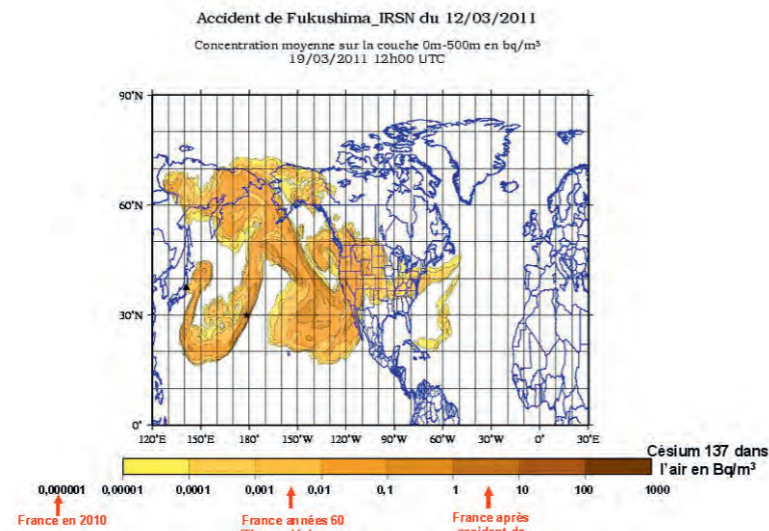 Accident de Fukushima_IRSN du 12/03/2011
Concentration moyenne sur la couche 0m-500m en bq/m³
19/03/2011 12h00 UTC
90°N
60°N
30°N
0°
120°E 150°E 180° 150°W 120°W 90°W 60°W 30°W 0° 30°E
Césium 137 dans
l'air en Bq/m³
0,000001 0,00001 0,0001 0,001 0,01 0,1 1 10 100 1000
France en 2010 France années 60 France après